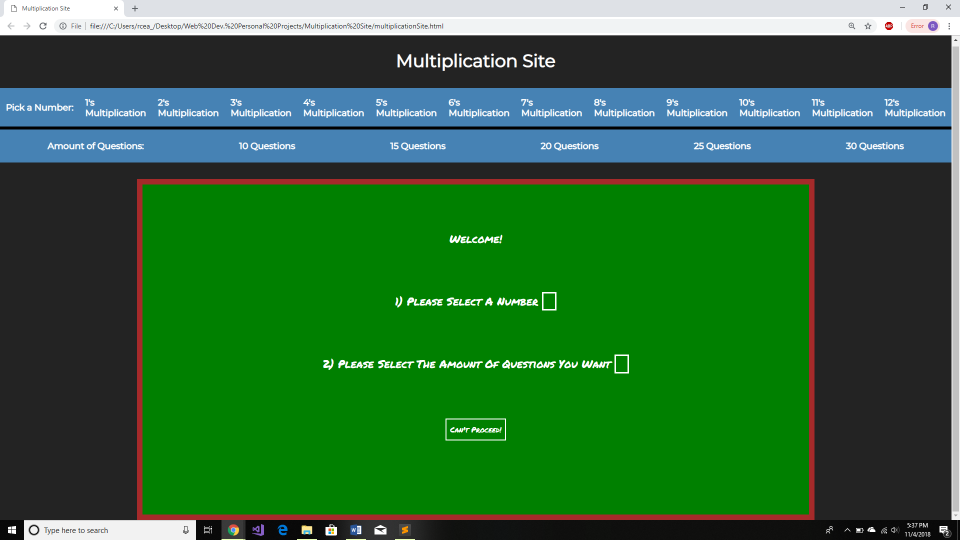 Multiplication Site
File
file:///C:/Users/rcea_/Desktop/Web%20Dev.%20Personal%20Projects/Multiplication%20Site/multiplicationSite.html
ABP
Error
R
Multiplication Site
Pick a Number:
1's Multiplication
2's Multiplication
3's Multiplication
4's Multiplication
5's Multiplication
6's Multiplication
7's Multiplication
8's Multiplication
9's Multiplication
10's Multiplication
11's Multiplication
12's Multiplication
Amount of Questions: 10 Questions 15 Questions 20 Questions 25 Questions 30 Questions
Welcome!
1) Please Select A Number
2) Please Select The Amount Of Questions You Want
Can't Proceed!
Type here to search
5:37 PM
11/4/2018
2